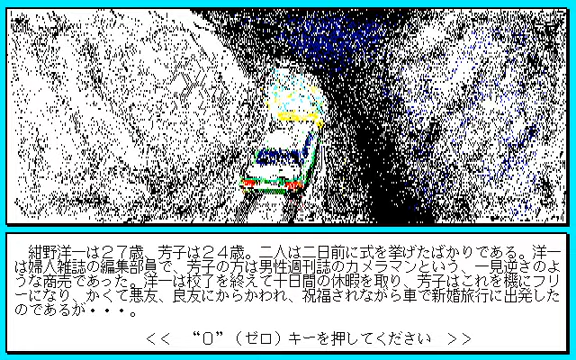 紺野洋一は２７歳、芳子は２４歳。二人は二日前に式を挙げたばかりである。洋一
は婦人雑誌の編集部員で、芳子の方は男性週刊誌のカメラマンという、一見逆さのよ
うな商売であった。洋一は校了を終えて十日間の休暇を取り、芳子はこれを機にフリ
ーになり、かくて悪友、良友にからかわれ、祝福されながら車で新婚旅行に出発した
のであるが・・・。
＜＜　“０”（ゼロ）キーを押してください　＞＞